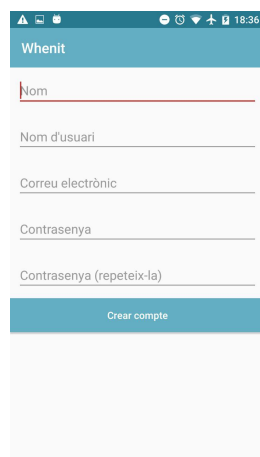 18:36
Whenit
Nom
Nom d'usuari
Correu electrònic
Contrasenya
Contrasenya (repeteix-la)
Crear compte